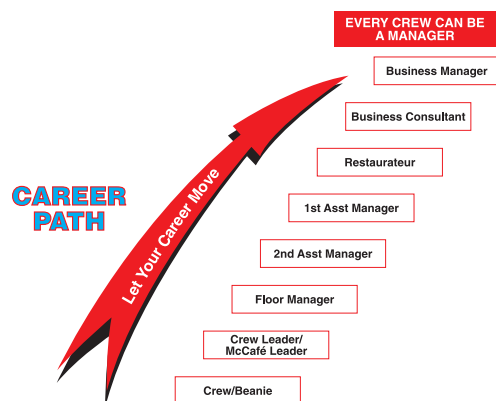 EVERY CREW CAN BE
A MANAGER
Business Manager
Business Consultant
Restaurateur
1st Asst Manager
2nd Asst Manager
Floor Manager
Crew Leader/
McCafé Leader
Crew/Beanie
CAREER
PATH
Let Your Career Move